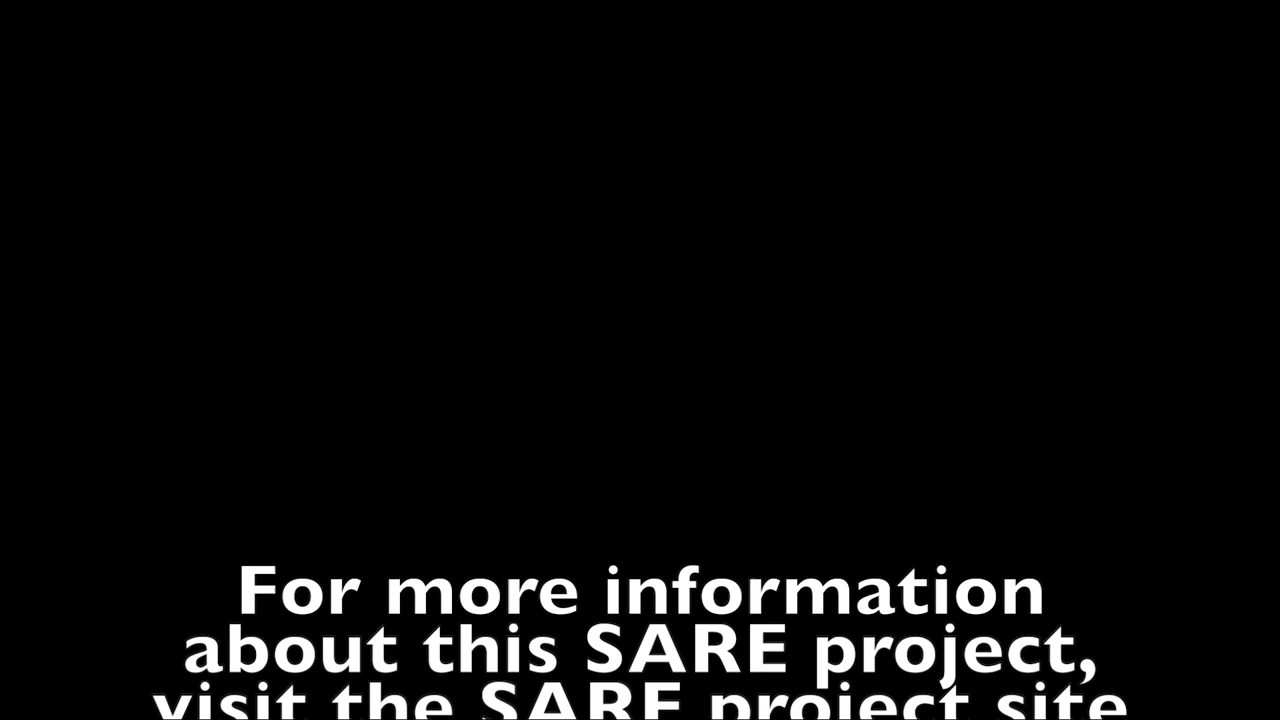 For more information
about this SARE project,
visit the SARE project site